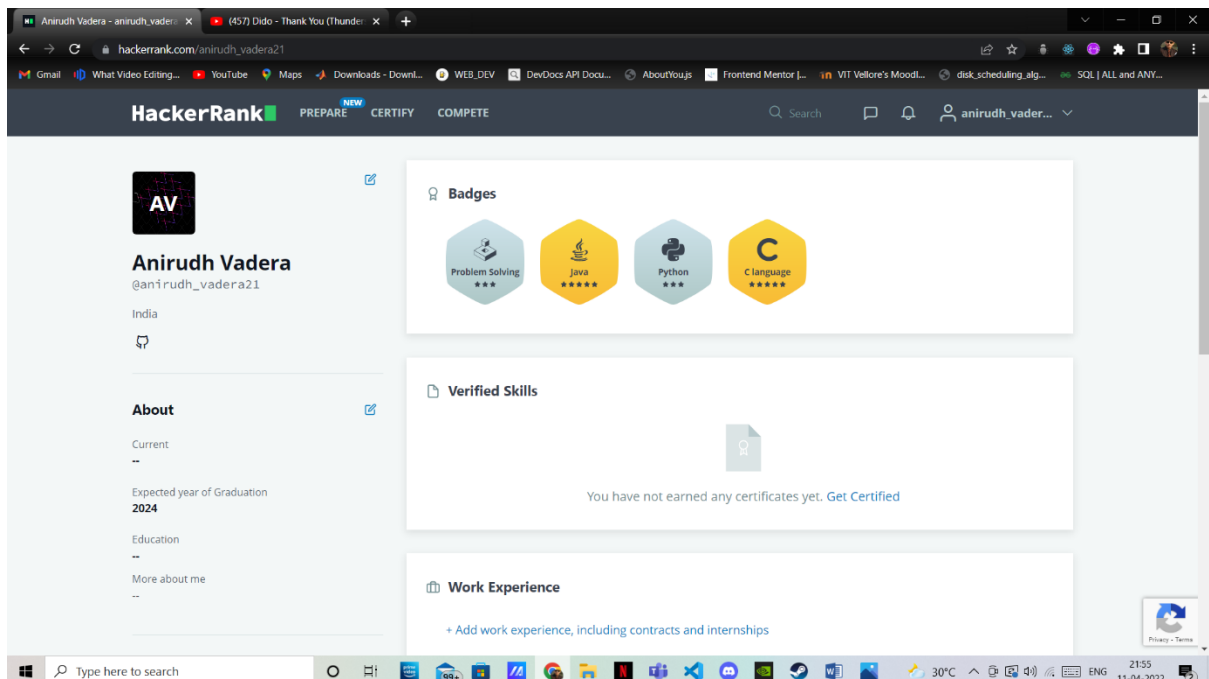 Anirudh Vadera - anirudh_vadera
(457) Dido - Thank You (Thunder
hackerrank.com/anirudh_vadera21
Gmail What Video Editing... YouTube Maps Downloads - Downl... WEB_DEV DevDocs API Docu... AboutYou.js Frontend Mentor |... VIT Vellore's Moodl... disk_scheduling_alg... SQL | ALL and ANY...
HackerRank PREPARE NEW CERTIFY COMPETE Search anirudh_vader...
AV
Anirudh Vadera
@anirudh_vadera21
India
About
Current
--
Expected year of Graduation
2024
Education
--
More about me
--
Badges
Problem Solving Java Python C language
Verified Skills
You have not earned any certificates yet. Get Certified
Work Experience
+ Add work experience, including contracts and internships
Privacy - Terms
Type here to search
99+
30°C ENG 21:55
11-04-2022